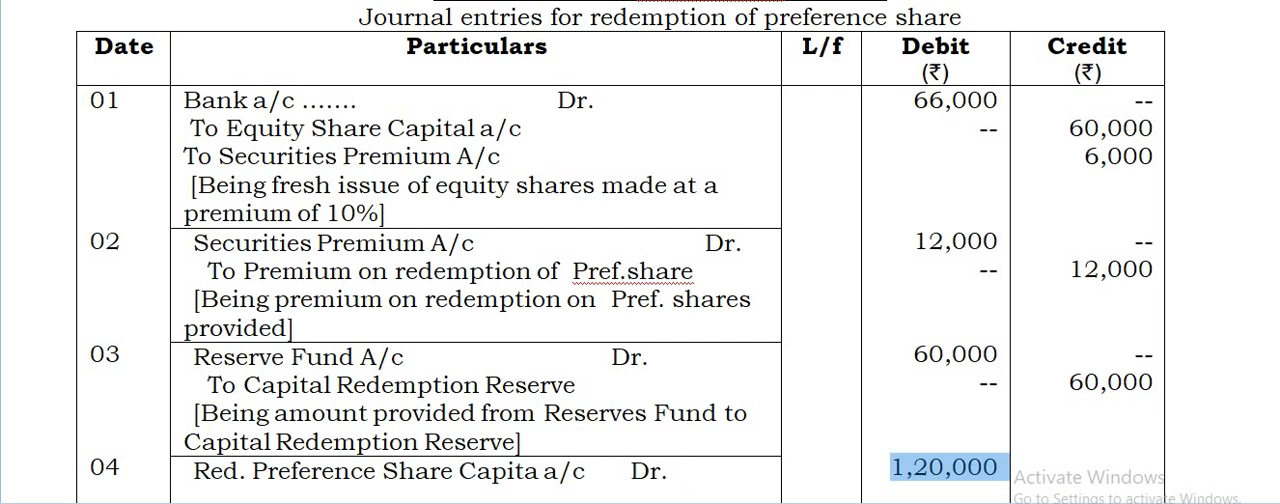 Journal entries for redemption of preference share
Date Particulars L/f Debit Credit
(₹) (₹)
01 Bank a/c ....... Dr. 66,000 --
To Equity Share Capital a/c -- 60,000
To Securities Premium A/c 6,000
[Being fresh issue of equity shares made at a
premium of 10%]
02 Securities Premium A/c Dr. 12,000 --
To Premium on redemption of Pref.share -- 12,000
[Being premium on redemption on Pref. shares
provided]
03 Reserve Fund A/c Dr. 60,000 --
To Capital Redemption Reserve -- 60,000
[Being amount provided from Reserves Fund to
Capital Redemption Reserve]
04 Red. Preference Share Capita a/c Dr. 1,20,000
Activate Windows
Go to Settings to activate Windows.